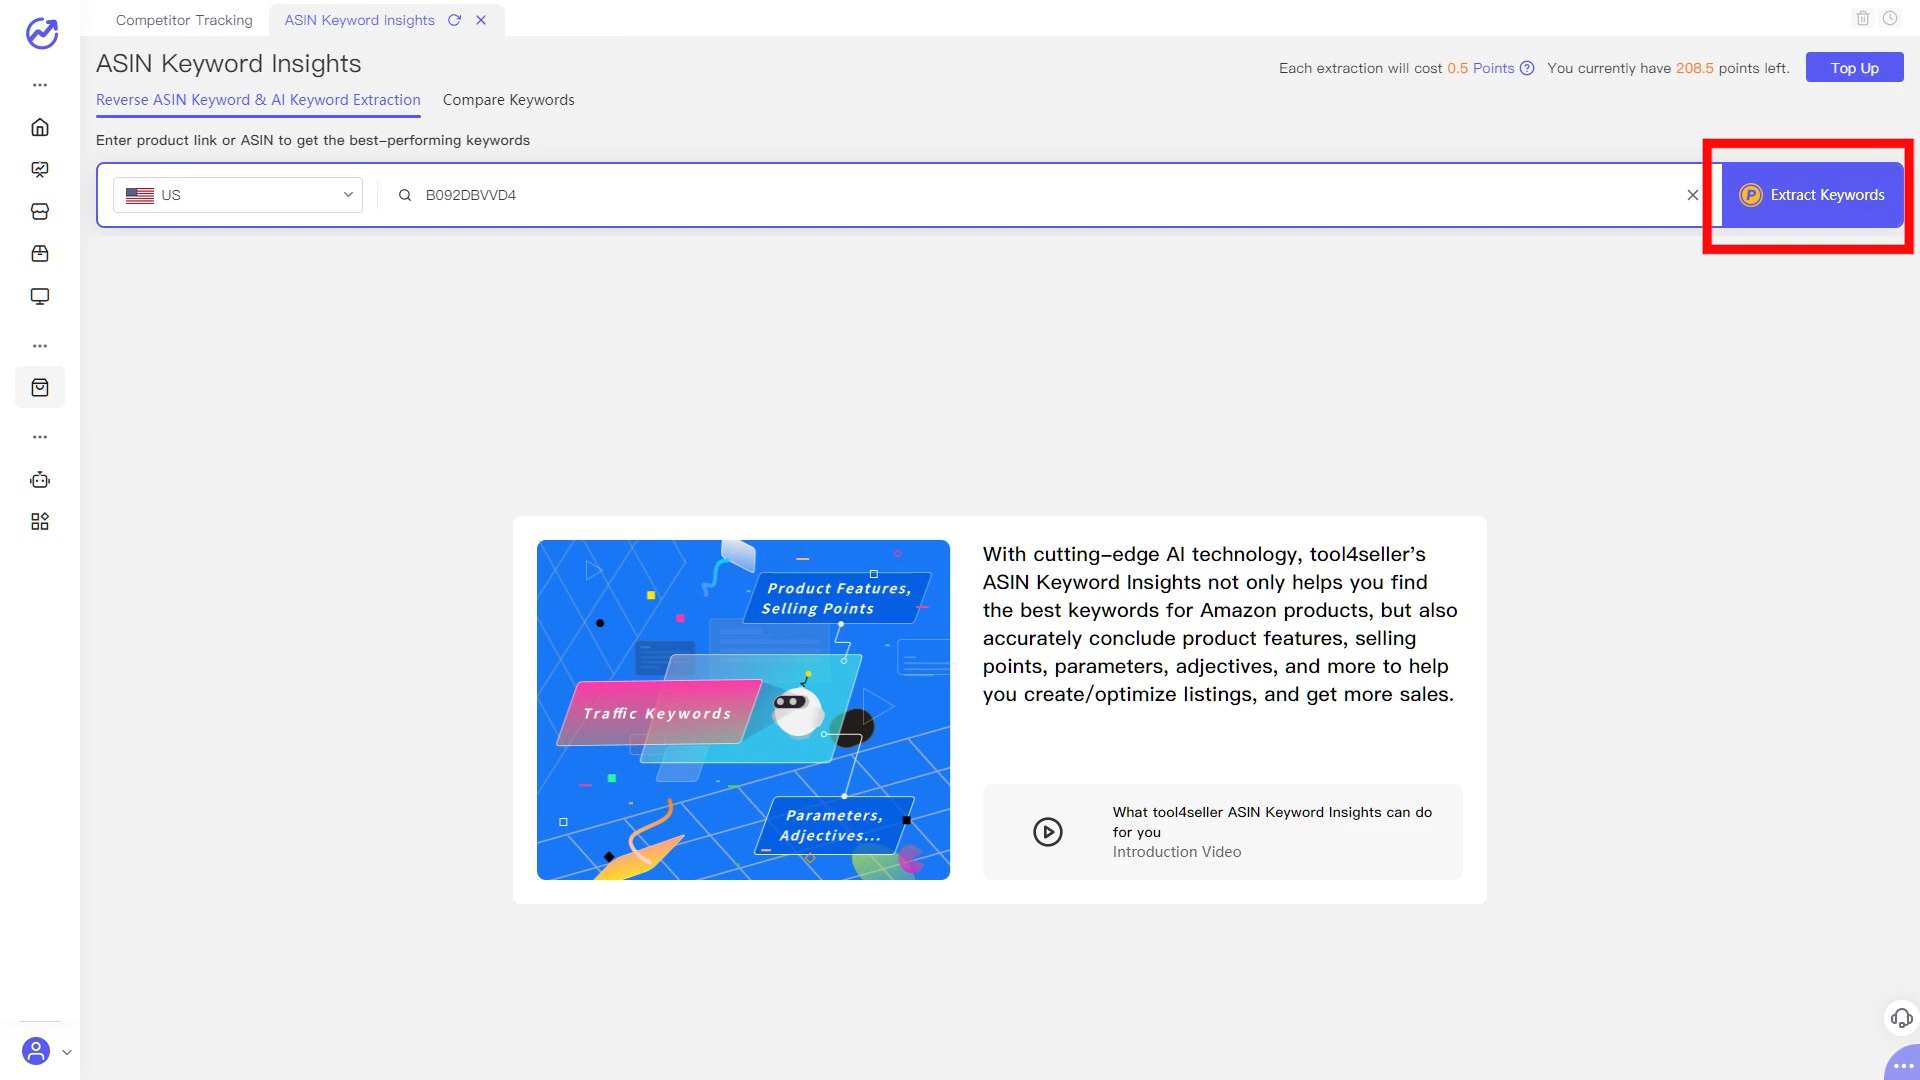 Competitor Tracking
ASIN Keyword Insights
ASIN Keyword Insights
Each extraction will cost 0.5 Points
You currently have 208.5 points left.
Top Up
Reverse ASIN Keyword & AI Keyword Extraction
Compare Keywords
Enter product link or ASIN to get the best-performing keywords
US
B092DBVVD4
P Extract Keywords
Product Features,
Selling Points
Traffic Keywords
Parameters,
Adjectives...
With cutting-edge AI technology, tool4seller's
ASIN Keyword Insights not only helps you find
the best keywords for Amazon products, but also
accurately conclude product features, selling
points, parameters, adjectives, and more to help
you create/optimize listings, and get more sales.
What tool4seller ASIN Keyword Insights can do
for you
Introduction Video